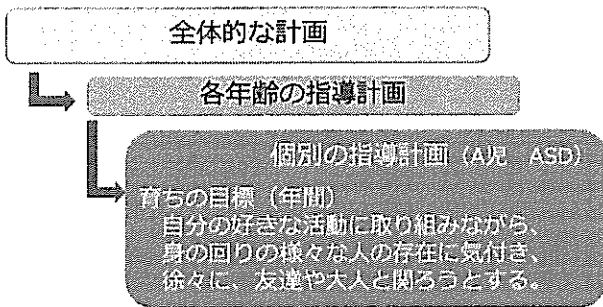 全体的な計画
各年齢の指導計画
個別の指導計画（A児　ASD）
育ちの目標（年間）
自分の好きな活動に取り組みながら、
身の回りの様々な人の存在に気付き、
徐々に、友達や大人と関ろうとする。